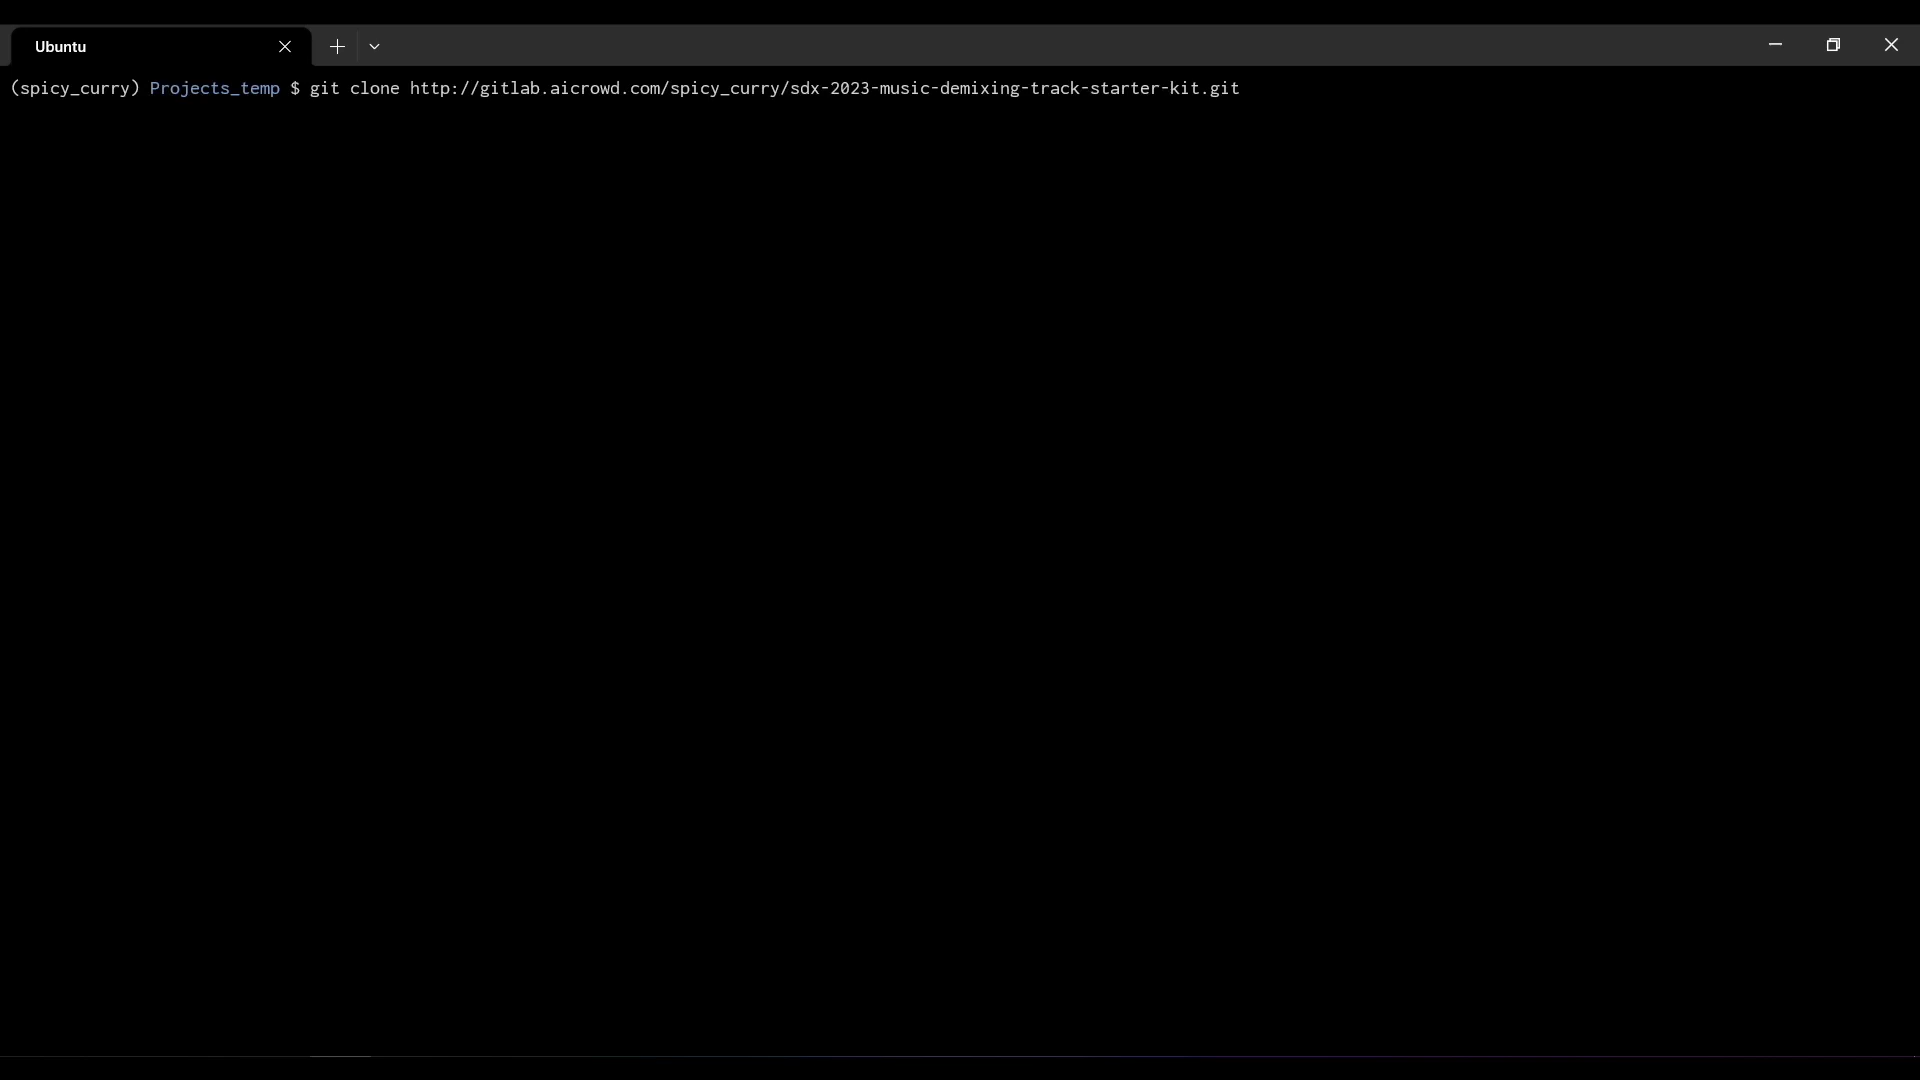 Ubuntu
(spicy_curry) Projects_temp $ git clone http://gitlab.aicrowd.com/spicy_curry/sdx-2023-music-demixing-track-starter-kit.git